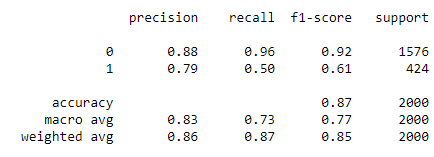 precision recall f1-score support
0 0.88 0.96 0.92 1576
1 0.79 0.50 0.61 424
accuracy 0.87 2000
macro avg 0.83 0.73 0.77 2000
weighted avg 0.86 0.87 0.85 2000